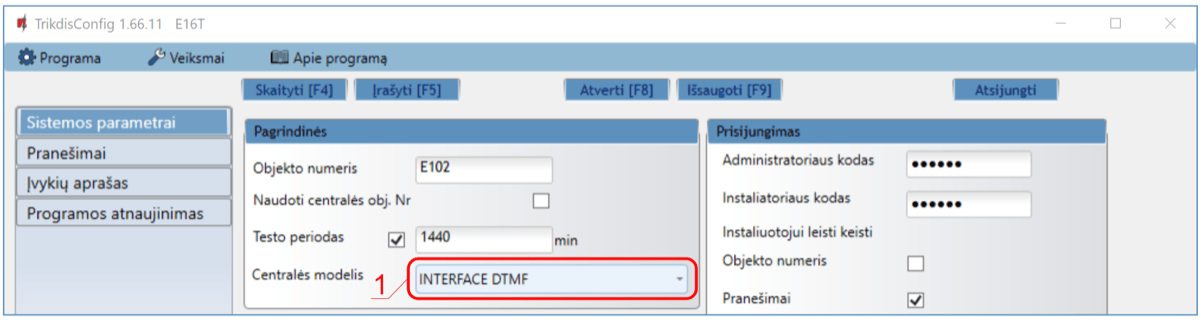 TrikdisConfig 1.66.11 E16T
Programa Veiksmai Apie programą
Skaityti [F4] Įrašyti [F5] Atverti [F8] Išsaugoti [F9] Atsijungti
Sistemos parametrai
Pranešimai
Įvykių aprašas
Programos atnaujinimas
Pagrindinės
Objekto numeris E102
Naudoti centralės obj. Nr
Testo periodas 1440 min
Centralės modelis INTERFACE DTMF
1
Prisijungimas
Administratoriaus kodas ●●●●●●
Instaliatoriaus kodas ●●●●●●
Instaliuotojui leisti keisti
Objekto numeris
Pranešimai